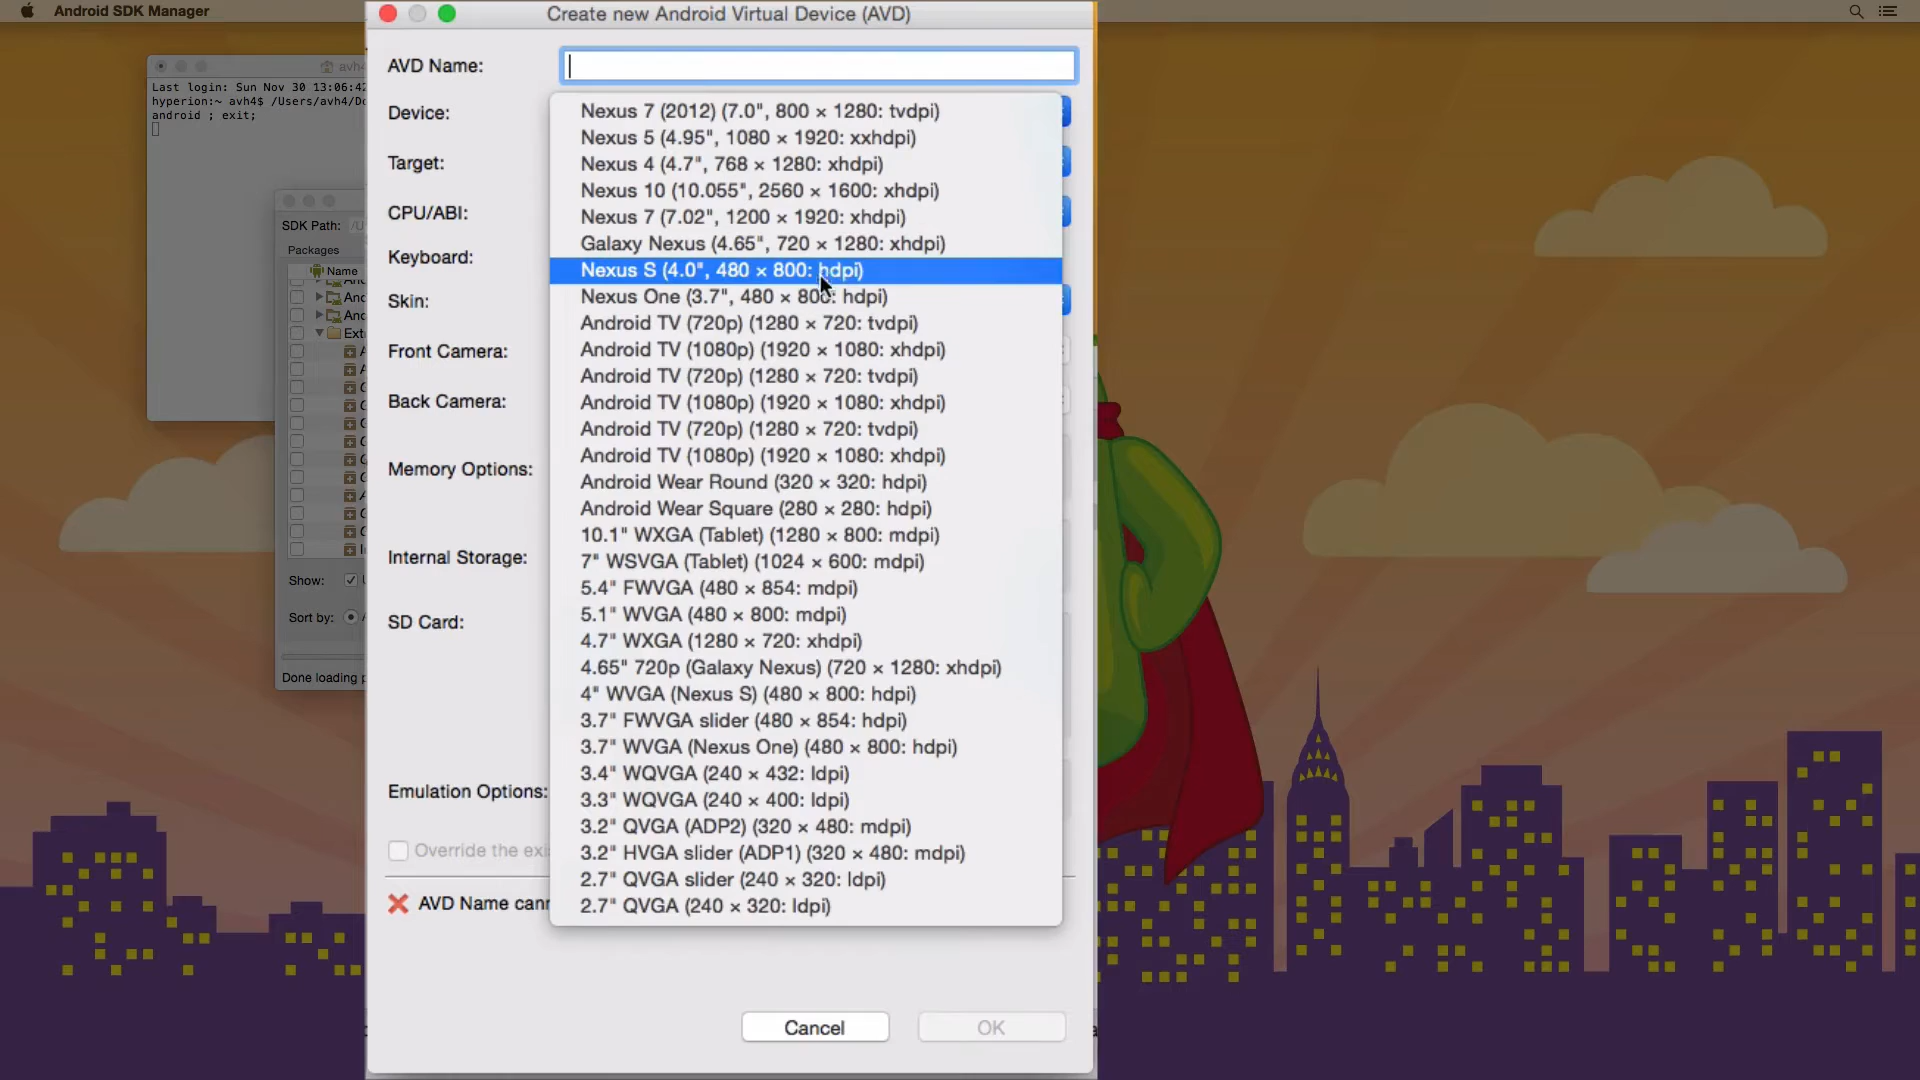 Android SDK Manager
Create new Android Virtual Device (AVD)
AVD Name:
avh4
Last login: Sun Nov 30 13:06:42
hyperion:~ avh4$ /Users/avh4/Do
android ; exit;
Device:
Target:
CPU/ABI:
Keyboard:
Skin:
Front Camera:
Back Camera:
Memory Options:
Internal Storage:
SD Card:
Emulation Options:
Override the exi
AVD Name cann
Nexus 7 (2012) (7.0", 800 × 1280: tvdpi)
Nexus 5 (4.95", 1080 × 1920: xxhdpi)
Nexus 4 (4.7", 768 × 1280: xhdpi)
Nexus 10 (10.055", 2560 × 1600: xhdpi)
Nexus 7 (7.02", 1200 × 1920: xhdpi)
Galaxy Nexus (4.65", 720 × 1280: xhdpi)
Nexus S (4.0", 480 × 800: hdpi)
Nexus One (3.7", 480 × 800: hdpi)
Android TV (720p) (1280 × 720: tvdpi)
Android TV (1080p) (1920 × 1080: xhdpi)
Android TV (720p) (1280 × 720: tvdpi)
Android TV (1080p) (1920 × 1080: xhdpi)
Android TV (720p) (1280 × 720: tvdpi)
Android TV (1080p) (1920 × 1080: xhdpi)
Android Wear Round (320 × 320: hdpi)
Android Wear Square (280 × 280: hdpi)
10.1" WXGA (Tablet) (1280 × 800: mdpi)
7" WSVGA (Tablet) (1024 × 600: mdpi)
5.4" FWVGA (480 × 854: mdpi)
5.1" WVGA (480 × 800: mdpi)
4.7" WXGA (1280 × 720: xhdpi)
4.65" 720p (Galaxy Nexus) (720 × 1280: xhdpi)
4" WVGA (Nexus S) (480 × 800: hdpi)
3.7" FWVGA slider (480 × 854: hdpi)
3.7" WVGA (Nexus One) (480 × 800: hdpi)
3.4" WQVGA (240 × 432: ldpi)
3.3" WQVGA (240 × 400: ldpi)
3.2" QVGA (ADP2) (320 × 480: mdpi)
3.2" HVGA slider (ADP1) (320 × 480: mdpi)
2.7" QVGA slider (240 × 320: ldpi)
2.7" QVGA (240 × 320: ldpi)
SDK Path: /U
Packages
Name
And
And
Extr
Show:
Sort by:
Done loading p
Cancel
OK